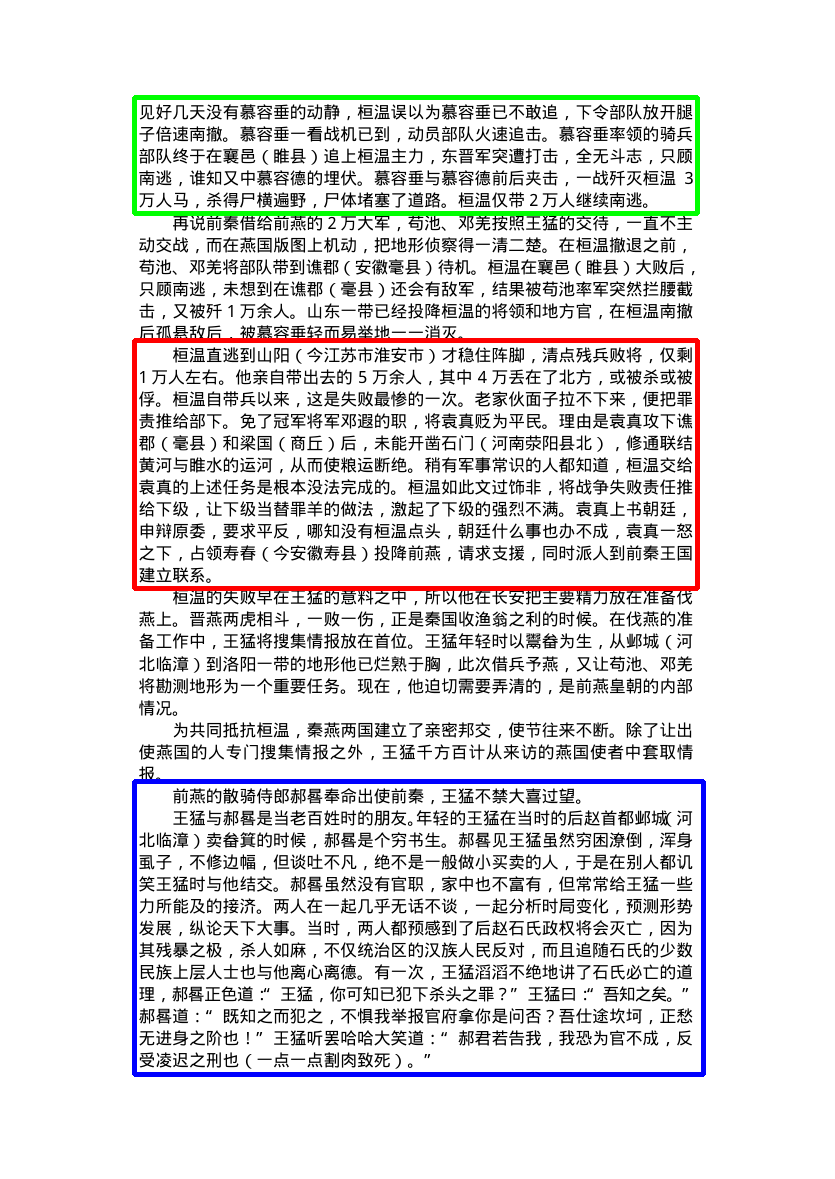 见好几天没有慕容垂的动静，桓温误以为慕容垂已不敢追，下令部队放开腿
子倍速南撤。慕容垂一看战机已到，动员部队火速追击。慕容垂率领的骑兵
部队终于在襄邑（睢县）追上桓温主力，东晋军突遭打击，全无斗志，只顾
南逃，谁知又中慕容德的埋伏。慕容垂与慕容德前后夹击，一战歼灭桓温 3
万人马，杀得尸横遍野，尸体堵塞了道路。桓温仅带 2 万人继续南逃。
再说前秦借给前燕的 2 万大军，苟池、邓羌按照王猛的交待，一直不主
动交战，而在燕国版图上机动，把地形侦察得一清二楚。在桓温撤退之前，
苟池、邓羌将部队带到谯郡（安徽亳县）待机。桓温在襄邑（睢县）大败后，
只顾南逃，未想到在谯郡（亳县）还会有敌军，结果被苟池率军突然拦腰截
击，又被歼 1 万余人。山东一带已经投降桓温的将领和地方官，在桓温南撤
后孤悬敌后，被慕容垂轻而易举地一一消灭。
桓温直逃到山阳（今江苏市淮安市）才稳住阵脚，清点残兵败将，仅剩
1 万人左右。他亲自带出去的 5 万余人，其中 4 万丢在了北方，或被杀或被
俘。桓温自带兵以来，这是失败最惨的一次。老家伙面子拉不下来，便把罪
责推给部下。免了冠军将军邓遐的职，将袁真贬为平民。理由是袁真攻下谯
郡（亳县）和梁国（商丘）后，未能开凿石门（河南荥阳县北），修通联结
黄河与睢水的运河，从而使粮运断绝。稍有军事常识的人都知道，桓温交给
袁真的上述任务是根本没法完成的。桓温如此文过饰非，将战争失败责任推
给下级，让下级当替罪羊的做法，激起了下级的强烈不满。袁真上书朝廷，
申辩原委，要求平反，哪知没有桓温点头，朝廷什么事也办不成，袁真一怒
之下，占领寿春（今安徽寿县）投降前燕，请求支援，同时派人到前秦王国
建立联系。
桓温的失败早在王猛的意料之中，所以他在长安把主要精力放在准备伐
燕上。晋燕两虎相斗，一败一伤，正是秦国收渔翁之利的时候。在伐燕的准
备工作中，王猛将搜集情报放在首位。王猛年轻时以鬻畚为生，从邺城（河
北临漳）到洛阳一带的地形他已烂熟于胸，此次借兵予燕，又让苟池、邓羌
将勘测地形为一个重要任务。现在，他迫切需要弄清的，是前燕皇朝的内部
情况。
为共同抵抗桓温，秦燕两国建立了亲密邦交，使节往来不断。除了让出
使燕国的人专门搜集情报之外，王猛千方百计从来访的燕国使者中套取情
报。
前燕的散骑侍郎郝晷奉命出使前秦，王猛不禁大喜过望。
王猛与郝晷是当老百姓时的朋友。年轻的王猛在当时的后赵首都邺城（河
北临漳）卖畚箕的时候，郝晷是个穷书生。郝晷见王猛虽然穷困潦倒，浑身
虱子，不修边幅，但谈吐不凡，绝不是一般做小买卖的人，于是在别人都讥
笑王猛时与他结交。郝晷虽然没有官职，家中也不富有，但常常给王猛一些
力所能及的接济。两人在一起几乎无话不谈，一起分析时局变化，预测形势
发展，纵论天下大事。当时，两人都预感到了后赵石氏政权将会灭亡，因为
其残暴之极，杀人如麻，不仅统治区的汉族人民反对，而且追随石氏的少数
民族上层人士也与他离心离德。有一次，王猛滔滔不绝地讲了石氏必亡的道
理，郝晷正色道：“王猛，你可知已犯下杀头之罪？”王猛曰：“吾知之矣。”
郝晷道：“既知之而犯之，不惧我举报官府拿你是问否？吾仕途坎坷，正愁
无进身之阶也！”王猛听罢哈哈大笑道：“郝君若告我，我恐为官不成，反
受凌迟之刑也（一点一点割肉致死）。”